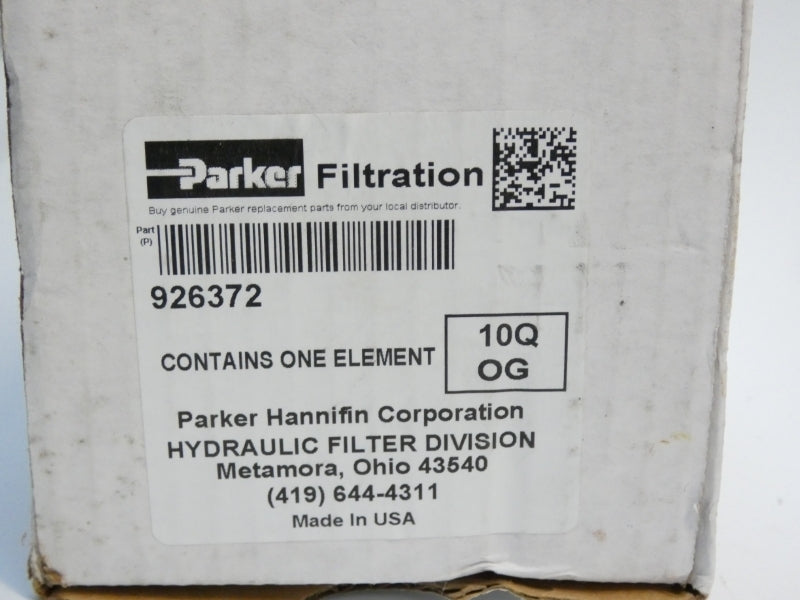 Parker Filtration
Buy genuine Parker replacement parts from your local distributor.
Part
(P)
926372
CONTAINS ONE ELEMENT
10Q
OG
Parker Hannifin Corporation
HYDRAULIC FILTER DIVISION
Metamora, Ohio 43540
(419) 644-4311
Made In USA